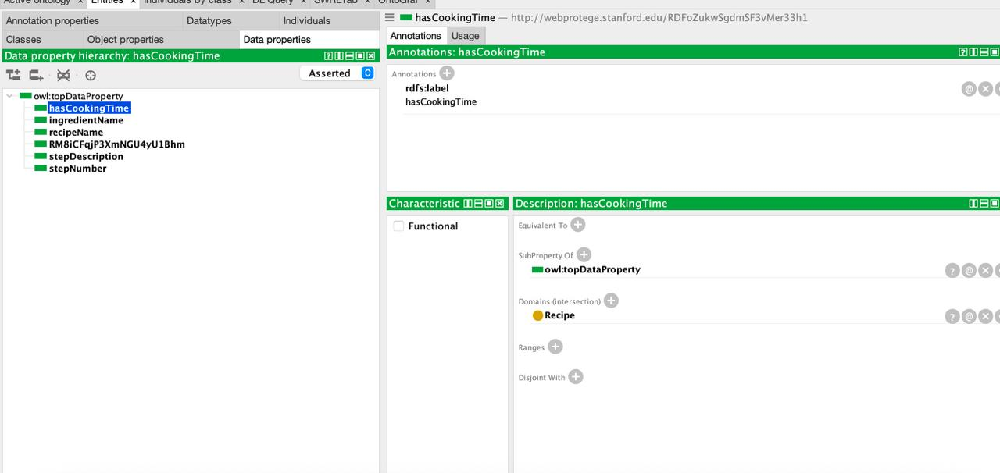 Active ontology × Entities × Individuals by class × DL Query × SWRLTab × OntoGraf ×
Annotation properties Datatypes Individuals
Classes Object properties Data properties
Data property hierarchy: hasCookingTime
Asserted
owl:topDataProperty
hasCookingTime
ingredientName
recipeName
RM8iCFqjP3XmNGU4yU1Bhm
stepDescription
stepNumber
hasCookingTime — http://webprotege.stanford.edu/RDFoZukwSgdmSF3vMer33h1
Annotations Usage
Annotations: hasCookingTime
Annotations
rdfs:label
hasCookingTime
Characteristic
Functional
Description: hasCookingTime
Equivalent To
SubProperty Of
owl:topDataProperty
Domains (intersection)
Recipe
Ranges
Disjoint With